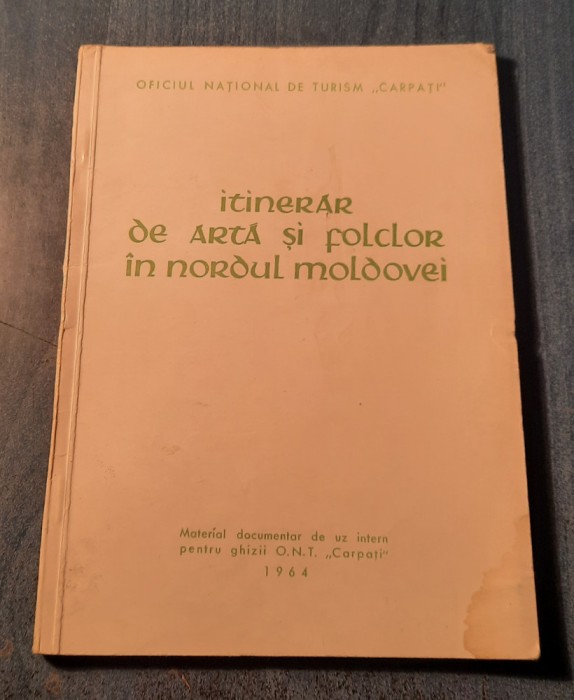 OFICIUL NAȚIONAL DE TURISM „CARPAȚI"
itinerar
de artă și folclor
în nordul moldovei
Material documentar de uz intern
pentru ghizii O.N.T. „Carpați"
1964